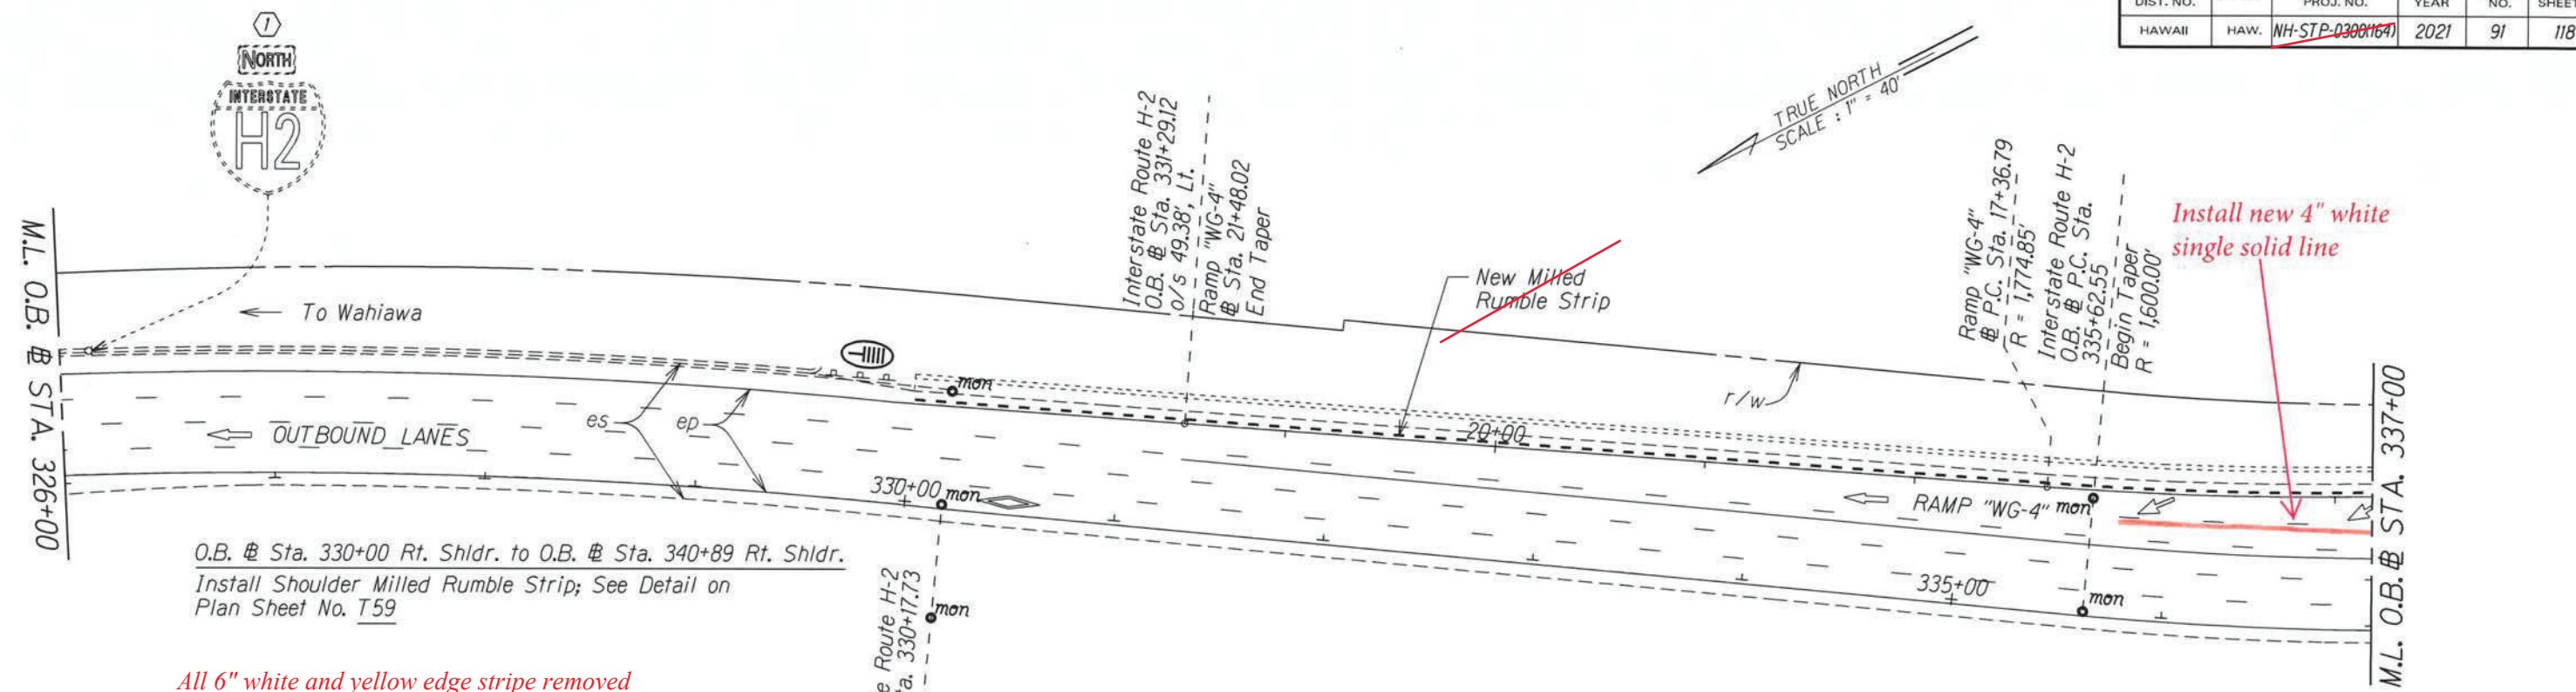 DIST. NO.
PROJ. NO.
YEAR
NO.
SHEET
HAWAII
HAW.
NH-STP-0300(164)
2021
91
118
1
NORTH
INTERSTATE
H2
TRUE NORTH
SCALE : 1" = 40'
Interstate Route H-2
O.B. ₧ Sta. 331+29.12
o/s 49.38', Lt.
Ramp "WG-4"
₧ Sta. 21+48.02
End Taper
Ramp "WG-4"
₧ P.C. Sta. 17+36.79
R = 1,774.85'
Interstate Route H-2
O.B. ₧ P.C. Sta.
335+62.55
Begin Taper
R = 1,600.00'
Install new 4" white
single solid line
New Milled
Rumble Strip
To Wahiawa
M.L. O.B. ₧ STA. 326+00
mon
r/w
es
ep
20+00
OUTBOUND LANES
330+00
mon
RAMP "WG-4"
mon
M.L. O.B. ₧ STA. 337+00
335+00
mon
O.B. ₧ Sta. 330+00 Rt. Shldr. to O.B. ₧ Sta. 340+89 Rt. Shldr.
Install Shoulder Milled Rumble Strip; See Detail on
Plan Sheet No. T59
mon
e Route H-2
ta. 330+17.73
All 6" white and yellow edge stripe removed